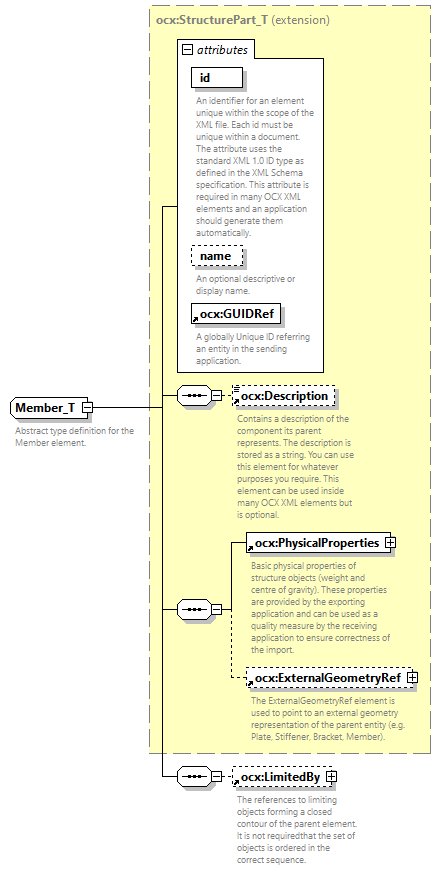 ocx:StructurePart_T (extension)
attributes
id
An identifier for an element
unique within the scope of the
XML file. Each id must be
unique within a document.
The attribute uses the
standard XML 1.0 ID type as
defined in the XML Schema
specification. This attribute is
required in many OCX XML
elements and an application
should generate them
automatically.
name
An optional descriptive or
display name.
ocx:GUIDRef
A globally Unique ID referring
an entity in the sending
application.
Member_T
Abstract type definition for the
Member element.
ocx:Description
Contains a description of the
component its parent
represents. The description is
stored as a string. You can use
this element for whatever
purposes you require. This
element can be used inside
many OCX XML elements but
is optional.
ocx:PhysicalProperties
Basic physical properties of
structure objects (weight and
centre of gravity). These properties
are provided by the exporting
application and can be used as a
quality measure by the receiving
application to ensure correctness of
the import.
ocx:ExternalGeometryRef
The ExternalGeometryRef element is
used to point to an external geometry
representation of the parent entity (e.g.
Plate, Stiffener, Bracket, Member).
ocx:LimitedBy
The references to limiting
objects forming a closed
contour of the parent element.
It is not requiredthat the set of
objects is ordered in the
correct sequence.